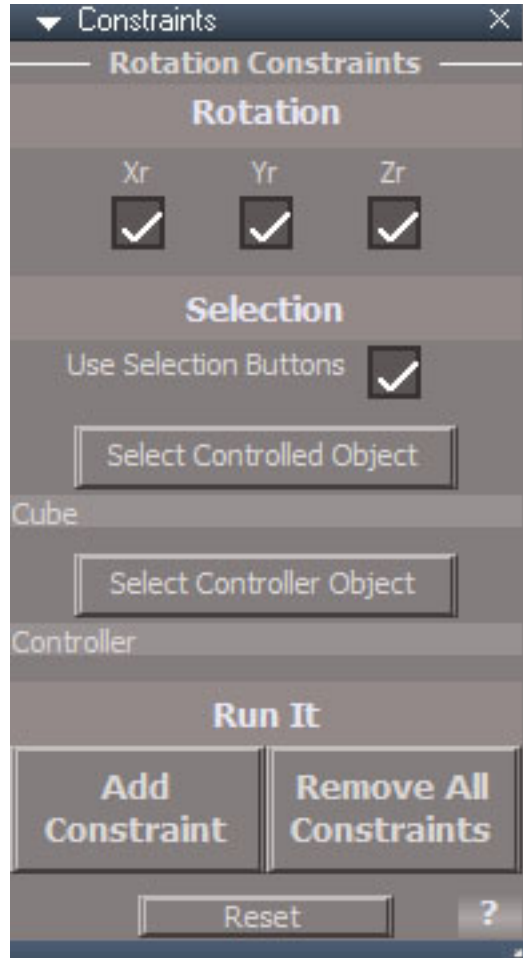 Constraints
Rotation Constraints
Rotation
Xr Yr Zr
Selection
Use Selection Buttons
Select Controlled Object
Cube
Select Controller Object
Controller
Run It
Add Remove All
Constraint Constraints
Reset ?